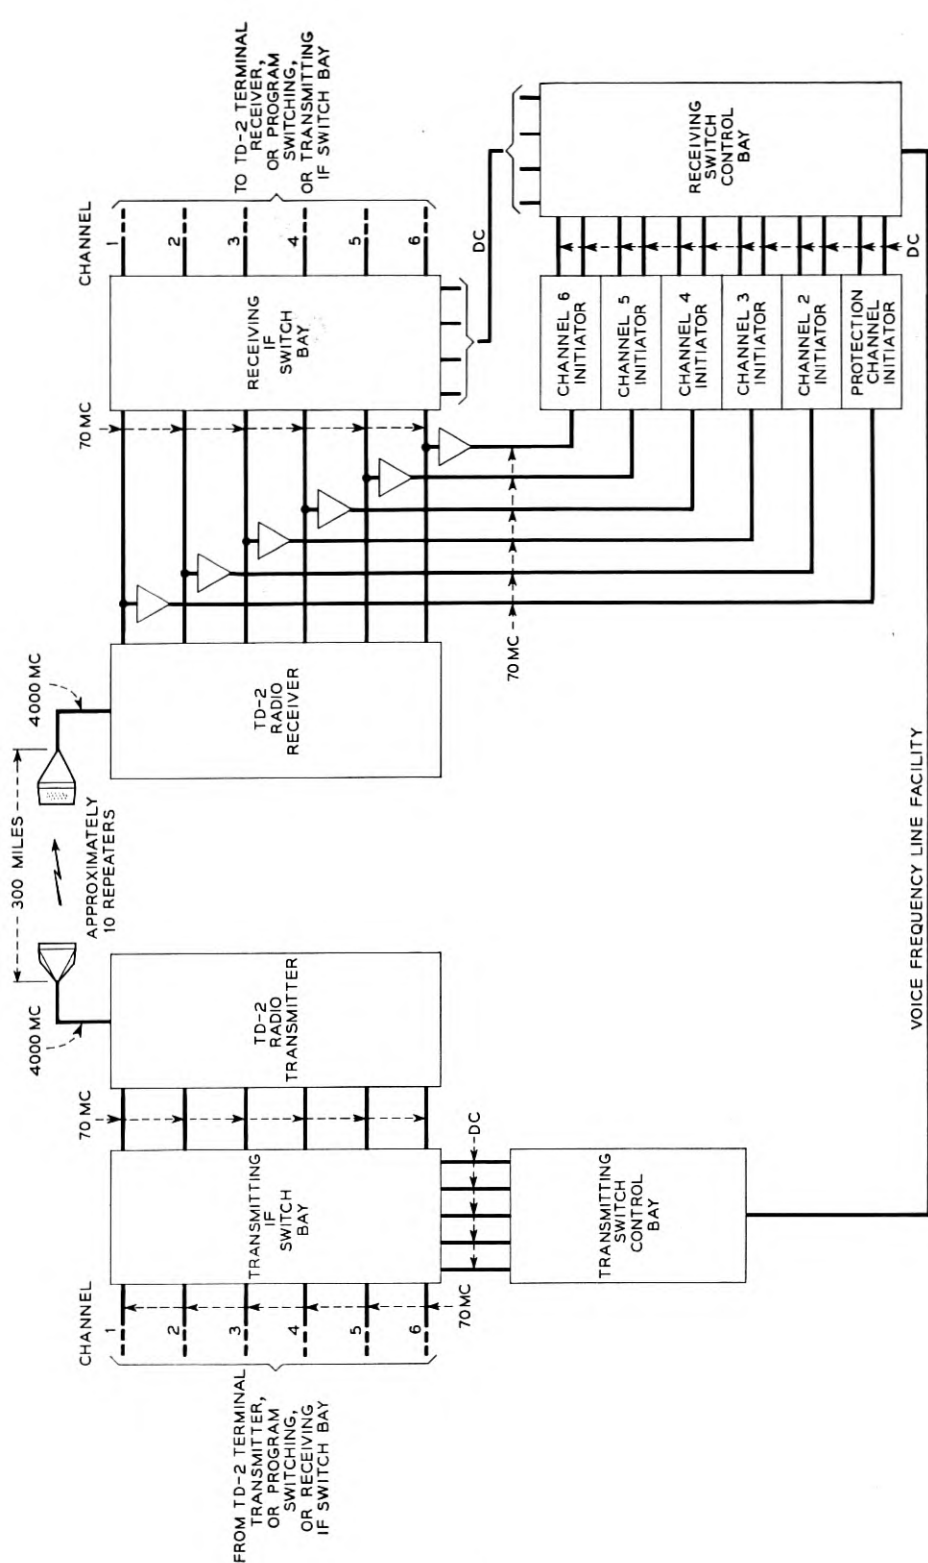 FROM TD-2 TERMINAL
TRANSMITTER,
OR PROGRAM
SWITCHING,
OR RECEIVING
IF SWITCH BAY
CHANNEL
1
2
3
4
5
6
70 MC
TRANSMITTING
IF
SWITCH
BAY
70 MC
DC
TRANSMITTING
SWITCH
CONTROL
BAY
TD-2
RADIO
TRANSMITTER
4000 MC
300 MILES
APPROXIMATELY
10 REPEATERS
4000 MC
TD-2
RADIO
RECEIVER
70 MC
70 MC
RECEIVING
IF
SWITCH
BAY
CHANNEL
1
2
3
4
5
6
TO TD-2 TERMINAL
RECEIVER,
OR PROGRAM
SWITCHING,
OR TRANSMITTING
IF SWITCH BAY
DC
CHANNEL 6
INITIATOR
CHANNEL 5
INITIATOR
CHANNEL 4
INITIATOR
CHANNEL 3
INITIATOR
CHANNEL 2
INITIATOR
PROTECTION
CHANNEL
INITIATOR
DC
RECEIVING
SWITCH
CONTROL
BAY
VOICE FREQUENCY LINE FACILITY